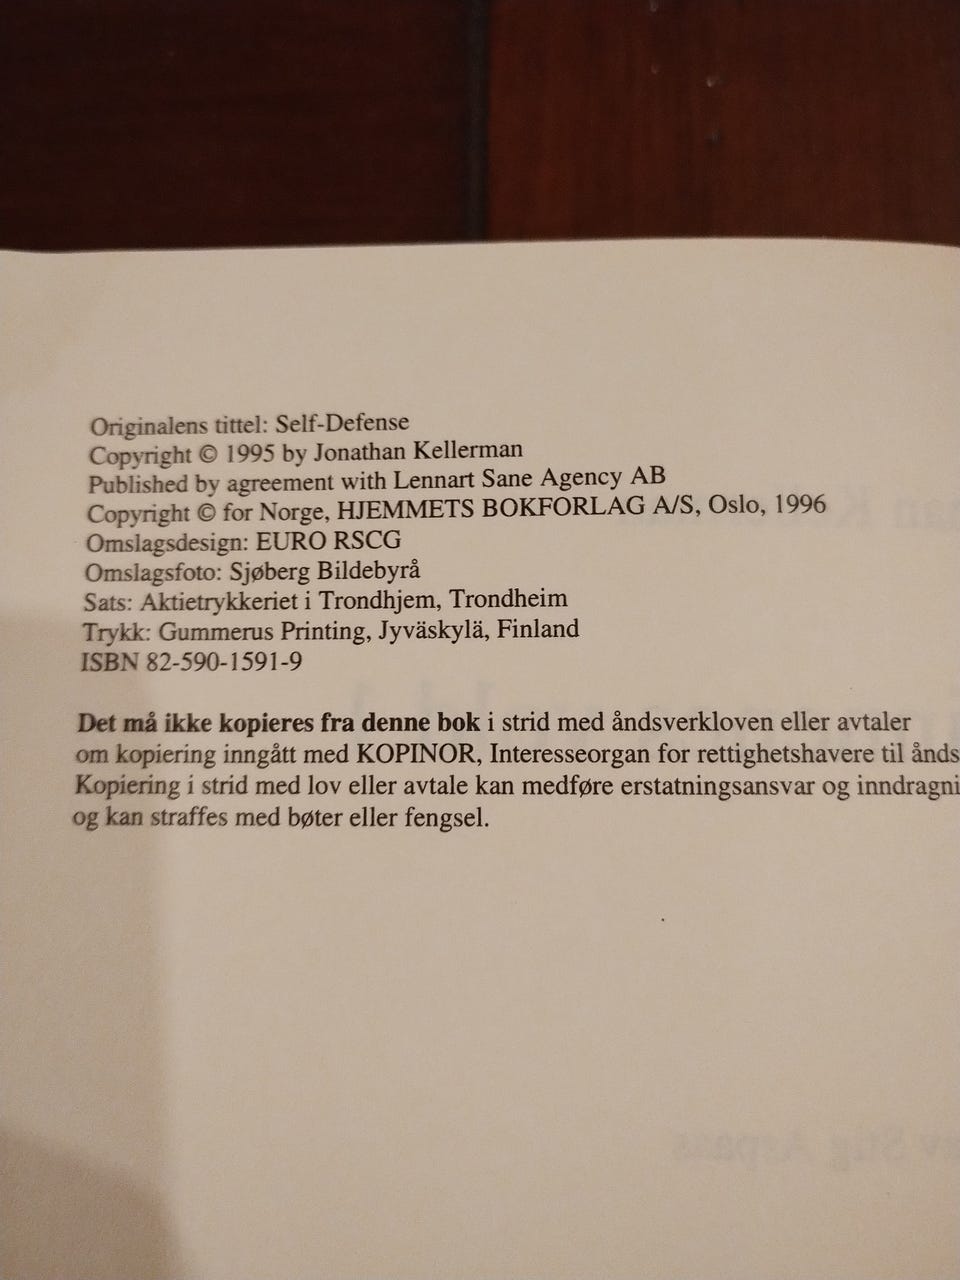 Originalens tittel: Self-Defense
Copyright © 1995 by Jonathan Kellerman
Published by agreement with Lennart Sane Agency AB
Copyright © for Norge, HJEMMETS BOKFORLAG A/S, Oslo, 1996
Omslagsdesign: EURO RSCG
Omslagsfoto: Sjøberg Bildebyrå
Sats: Aktietrykkeriet i Trondhjem, Trondheim
Trykk: Gummerus Printing, Jyväskylä, Finland
ISBN 82-590-1591-9
Det må ikke kopieres fra denne bok i strid med åndsverkloven eller avtaler
om kopiering inngått med KOPINOR, Interesseorgan for rettighetshavere til ånds
Kopiering i strid med lov eller avtale kan medføre erstatningsansvar og inndragni
og kan straffes med bøter eller fengsel.